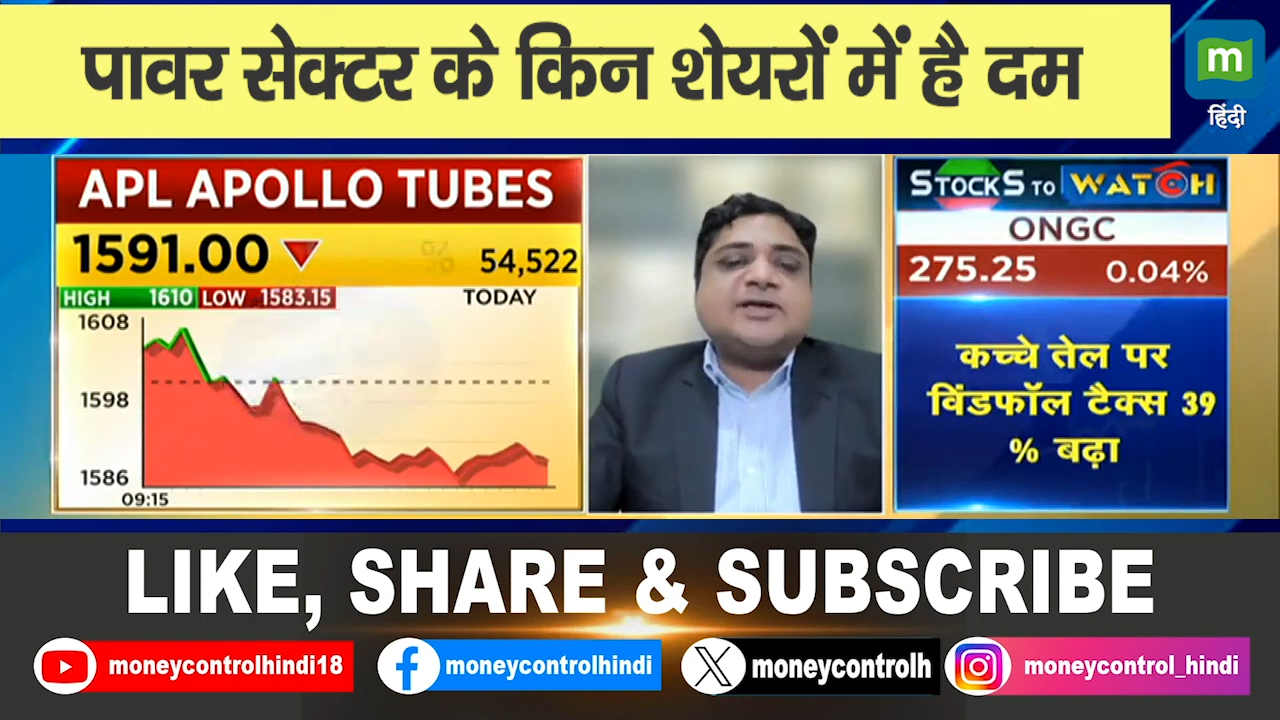 पावर सेक्टर के किन शेयरों में है दम
m
हिंदी
APL APOLLO TUBES
1591.00
54,522
HIGH 1610 LOW 1583.15
TODAY
1608
1598
1586
09:15
STOCKS TO WATCH
ONGC
275.25 0.04%
कच्चे तेल पर
विंडफॉल टैक्स 39
% बढ़ा
LIKE, SHARE & SUBSCRIBE
moneycontrolhindi18
moneycontrolhindi
moneycontrolh
moneycontrol_hindi